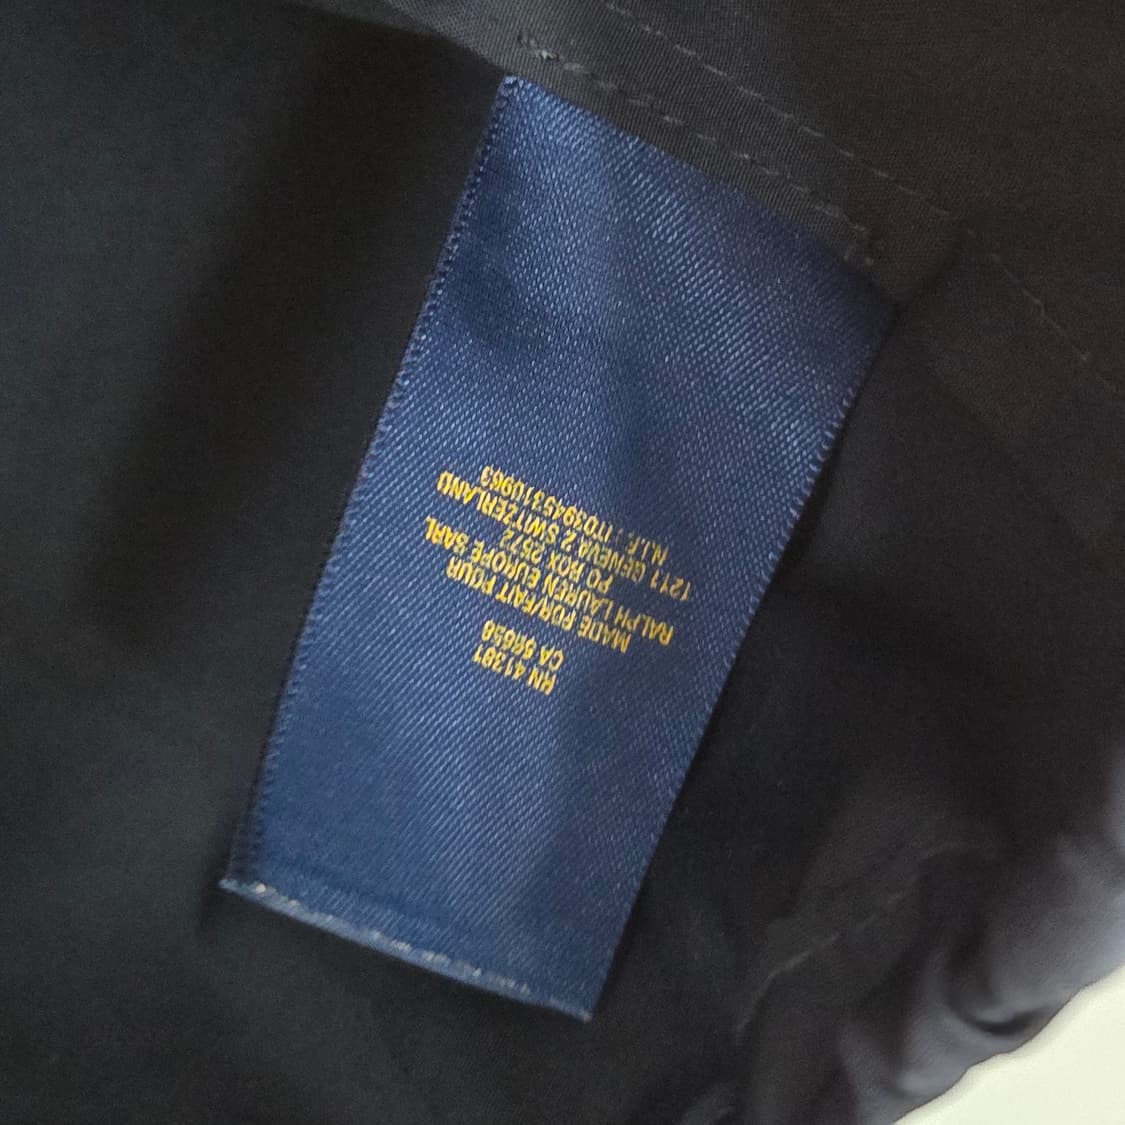 RN 41381
CA 56658
MADE FOR/FAIT POUR
RALPH LAUREN EUROPE SARL
PO BOX 2572
1211 GENEVA 2 SWITZERLAND
N.I.F. : IT03945310963